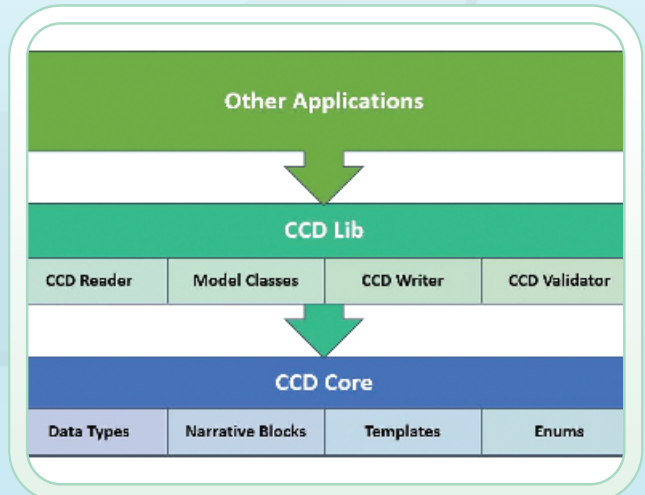 Other Applications
CCD Lib
CCD Reader Model Classes CCD Writer CCD Validator
CCD Core
Data Types Narrative Blocks Templates Enums